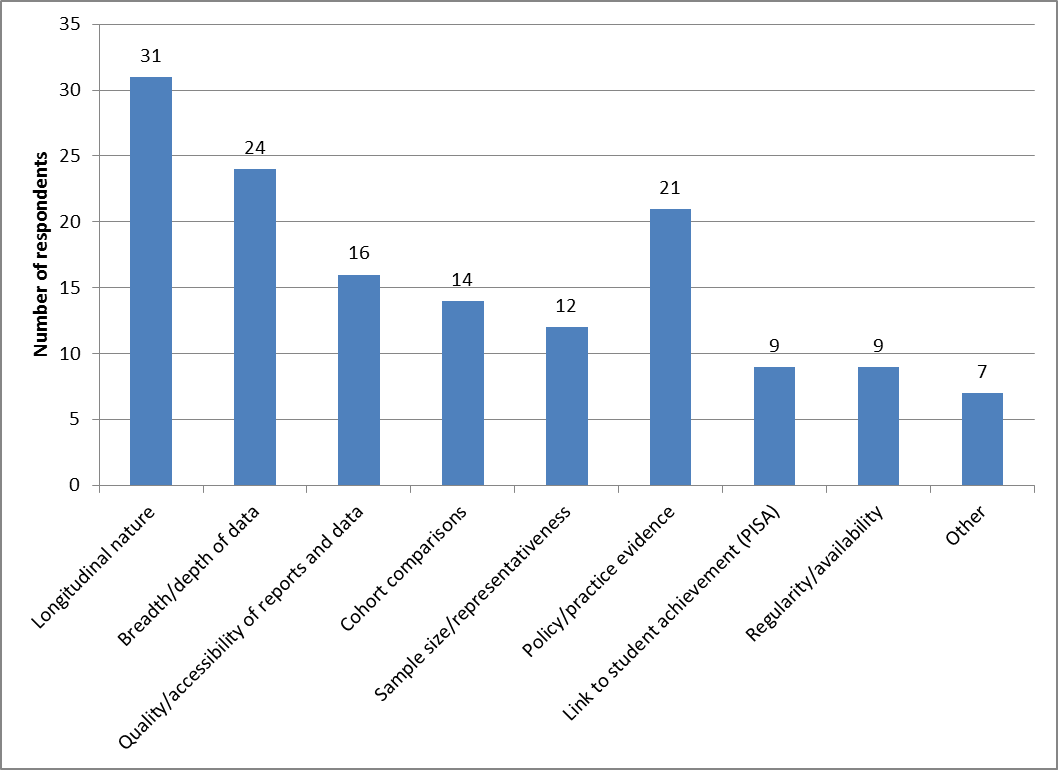 35
30
25
20
15
10
5
0
Number of respondents
31
24
16
14
12
21
9
9
7
Longitudinal nature
Breadth/depth of data
Quality/accessibility of reports and data
Cohort comparisons
Sample size/representativeness
Policy/practice evidence
Link to student achievement (PISA)
Regularity/availability
Other